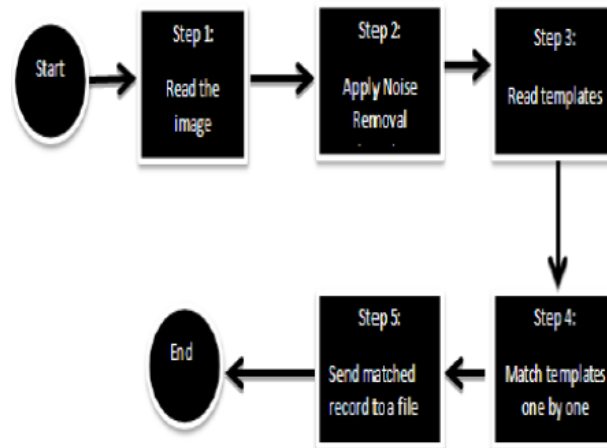 Start
Step 1:
Read the
image
Step 2:
Apply Noise
Removal
Step 3:
Read templates
Step 4:
Match templates
one by one
Step 5:
Send matched
record to a file
End